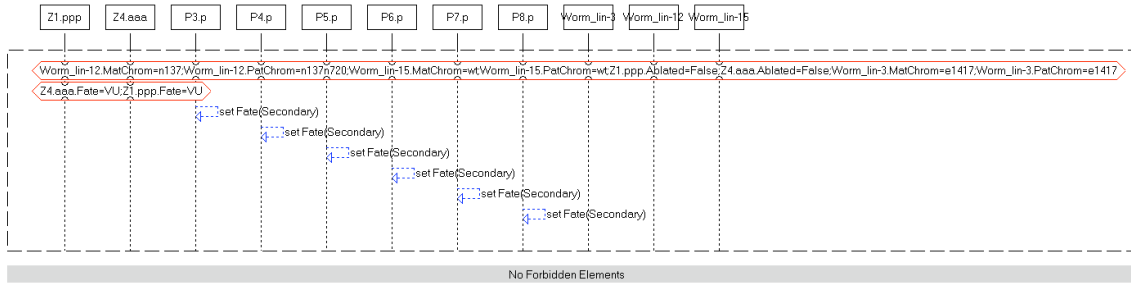 Z1.ppp Z4.aaa P3.p P4.p P5.p P6.p P7.p P8.p Worm_lin-3 Worm_lin-12 Worm_lin-15
Worm_lin-12.MatChrom=n137;Worm_lin-12.PatChrom=n137n720;Worm_lin-15.MatChrom=wt;Worm_lin-15.PatChrom=wt;Z1.ppp.Ablated=False;Z4.aaa.Ablated=False;Worm_lin-3.MatChrom=e1417;Worm_lin-3.PatChrom=e1417
Z4.aaa.Fate=VU;Z1.ppp.Fate=VU
set Fate(Secondary)
set Fate(Secondary)
set Fate(Secondary)
set Fate(Secondary)
set Fate(Secondary)
set Fate(Secondary)
No Forbidden Elements